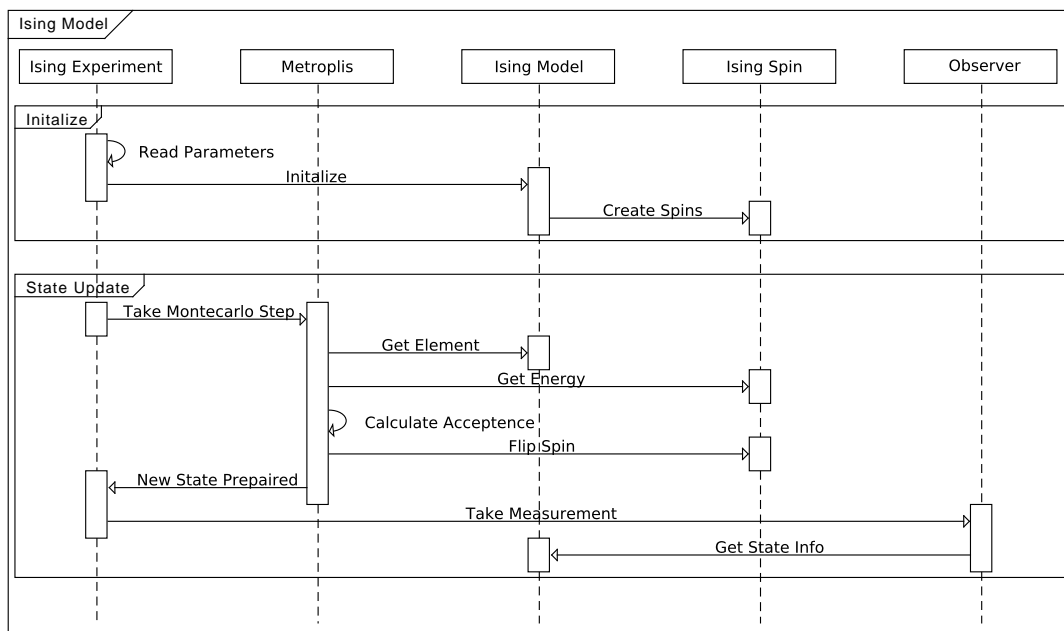 Ising Model
Ising Experiment
Metroplis
Ising Model
Ising Spin
Observer
Initalize
Read Parameters
Initalize
Create Spins
State Update
Take Montecarlo Step
Get Element
Get Energy
Calculate Acceptence
Flip Spin
New State Prepaired
Take Measurement
Get State Info